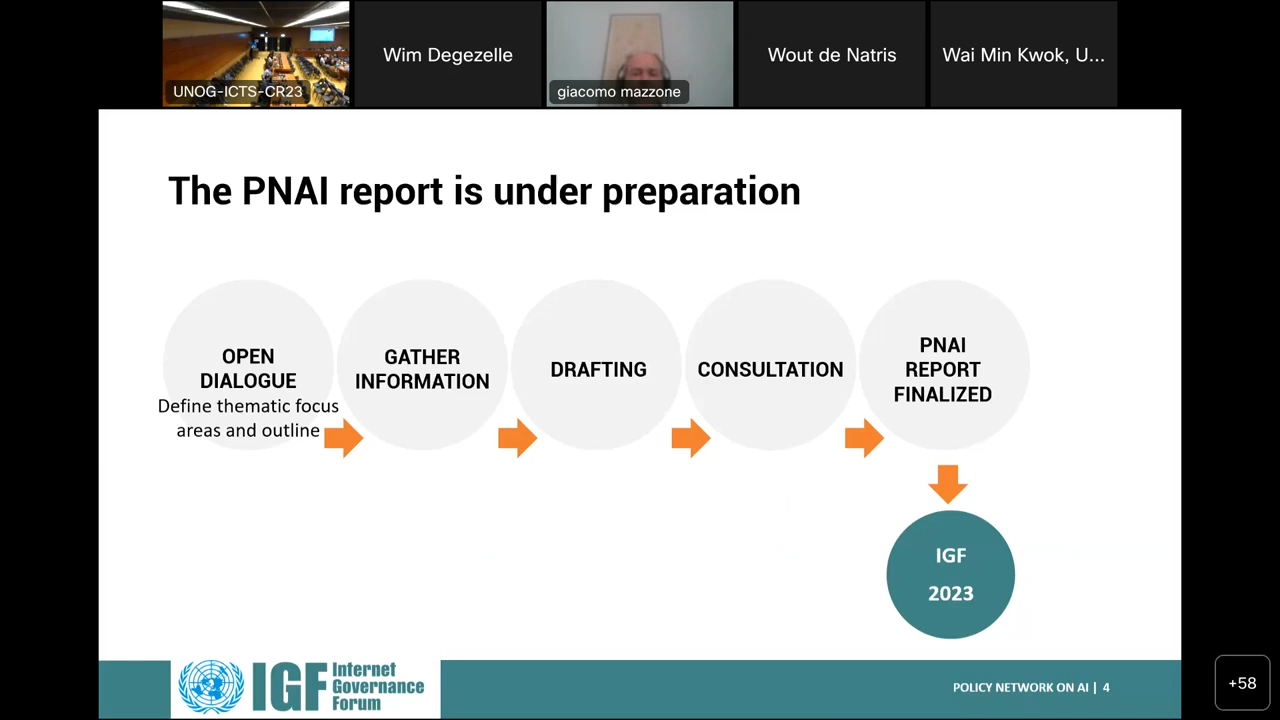 UNOG-ICTS-CR23
Wim Degezelle
giacomo mazzone
Wout de Natris
Wai Min Kwok, U...
The PNAI report is under preparation
OPEN
DIALOGUE
Define thematic focus
areas and outline
GATHER
INFORMATION
DRAFTING
CONSULTATION
PNAI
REPORT
FINALIZED
IGF
2023
IGF
Internet
Governance
Forum
POLICY NETWORK ON AI | 4
+58